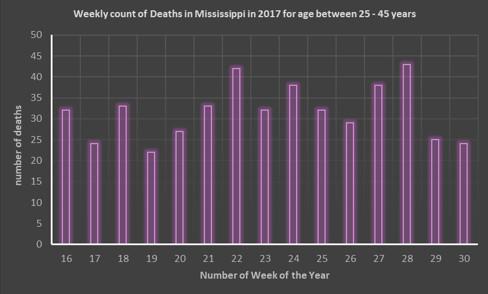 Weekly count of Deaths in Mississippi in 2017 for age between 25 - 45 years
50
45
40
35
30
25
20
15
10
5
0
number of deaths
16 17 18 19 20 21 22 23 24 25 26 27 28 29 30
Number of Week of the Year